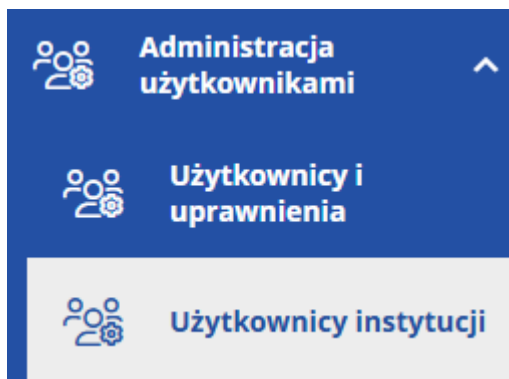 Administracja
użytkownikami
Użytkownicy i
uprawnienia
Użytkownicy instytucji